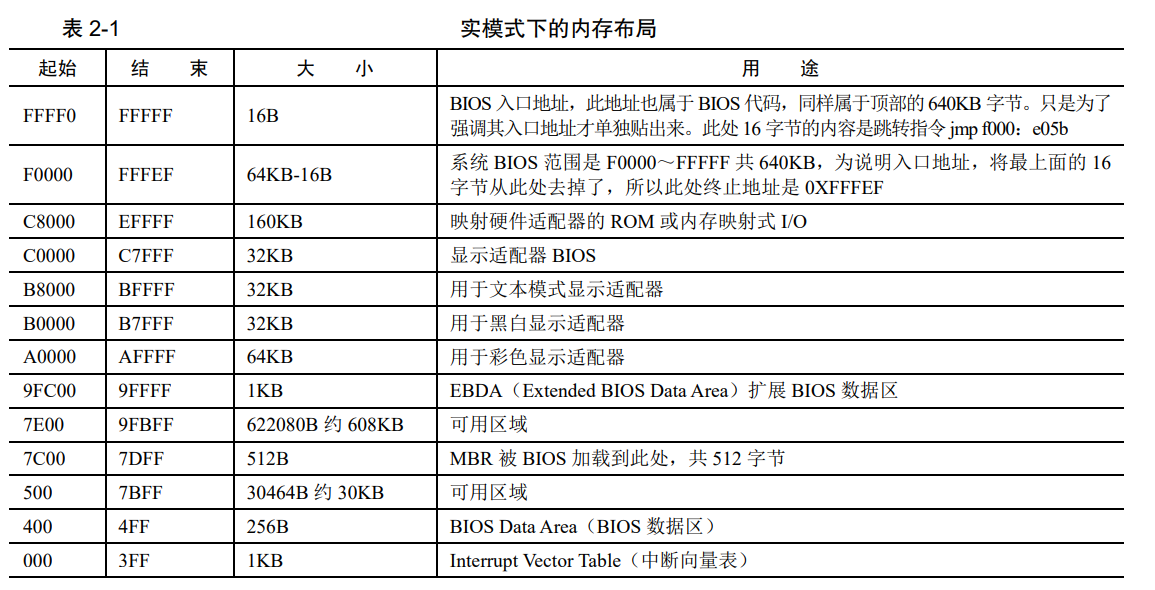 表 2-1 实模式下的内存布局
起始 结 束 大 小 用 途
FFFF0 FFFFF 16B BIOS 入口地址，此地址也属于 BIOS 代码，同样属于顶部的 640KB 字节。只是为了
强调其入口地址才单独贴出来。此处 16 字节的内容是跳转指令 jmp f000：e05b
F0000 FFFEF 64KB-16B 系统 BIOS 范围是 F0000～FFFFF 共 640KB，为说明入口地址，将最上面的 16
字节从此处去掉了，所以此处终止地址是 0XFFFEF
C8000 EFFFF 160KB 映射硬件适配器的 ROM 或内存映射式 I/O
C0000 C7FFF 32KB 显示适配器 BIOS
B8000 BFFFF 32KB 用于文本模式显示适配器
B0000 B7FFF 32KB 用于黑白显示适配器
A0000 AFFFF 64KB 用于彩色显示适配器
9FC00 9FFFF 1KB EBDA（Extended BIOS Data Area）扩展 BIOS 数据区
7E00 9FBFF 622080B 约 608KB 可用区域
7C00 7DFF 512B MBR 被 BIOS 加载到此处，共 512 字节
500 7BFF 30464B 约 30KB 可用区域
400 4FF 256B BIOS Data Area（BIOS 数据区）
000 3FF 1KB Interrupt Vector Table（中断向量表）